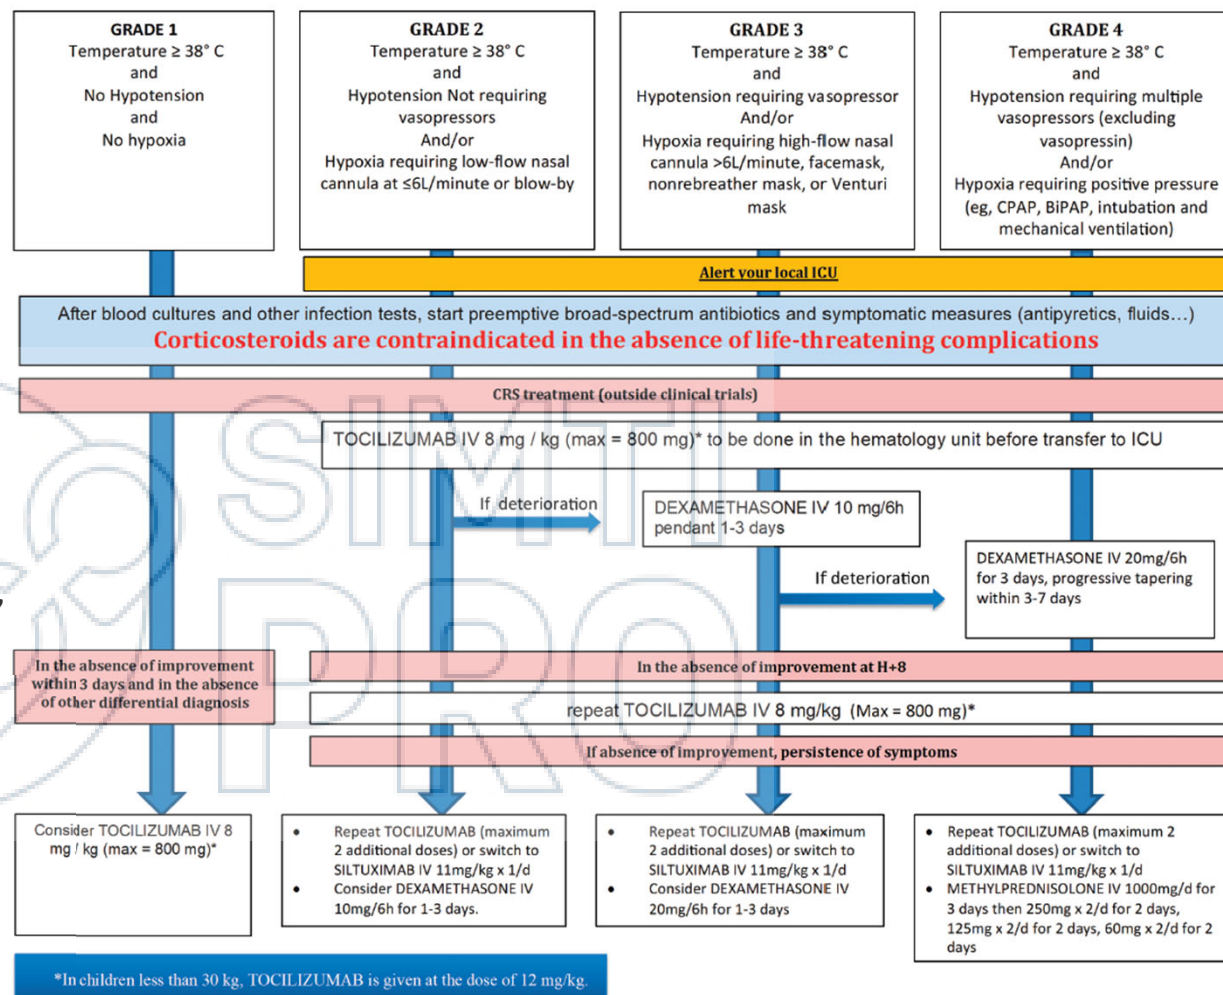 GRADE 1
Temperature ≥ 38° C
and
No Hypotension
and
No hypoxia
GRADE 2
Temperature ≥ 38° C
and
Hypotension Not requiring
vasopressors
And/or
Hypoxia requiring low-flow nasal
cannula at ≤6L/minute or blow-by
GRADE 3
Temperature ≥ 38° C
and
Hypotension requiring vasopressor
And/or
Hypoxia requiring high-flow nasal
cannula >6L/minute, facemask,
nonrebreather mask, or Venturi
mask
GRADE 4
Temperature ≥ 38° C
and
Hypotension requiring multiple
vasopressors (excluding
vasopressin)
And/or
Hypoxia requiring positive pressure
(eg, CPAP, BiPAP, intubation and
mechanical ventilation)
Alert your local ICU
After blood cultures and other infection tests, start preemptive broad-spectrum antibiotics and symptomatic measures (antipyretics, fluids…)
Corticosteroids are contraindicated in the absence of life-threatening complications
CRS treatment (outside clinical trials)
TOCILIZUMAB IV 8 mg / kg (max = 800 mg)* to be done in the hematology unit before transfer to ICU
If deterioration
DEXAMETHASONE IV 10 mg/6h
pendant 1-3 days
If deterioration
DEXAMETHASONE IV 20mg/6h
for 3 days, progressive tapering
within 3-7 days
In the absence of improvement
within 3 days and in the absence
of other differential diagnosis
In the absence of improvement at H+8
repeat TOCILIZUMAB IV 8 mg/kg (Max = 800 mg)*
If absence of improvement, persistence of symptoms
Consider TOCILIZUMAB IV 8
mg / kg (max = 800 mg)*
• Repeat TOCILIZUMAB (maximum
2 additional doses) or switch to
SILTUXIMAB IV 11mg/kg x 1/d
• Consider DEXAMETHASONE IV
10mg/6h for 1-3 days.
• Repeat TOCILIZUMAB (maximum
2 additional doses) or switch to
SILTUXIMAB IV 11mg/kg x 1/d
• Consider DEXAMETHASONE IV
20mg/6h for 1-3 days
• Repeat TOCILIZUMAB (maximum 2
additional doses) or switch to
SILTUXIMAB IV 11mg/kg x 1/d
• METHYLPREDNISOLONE IV 1000mg/d for
3 days then 250mg x 2/d for 2 days,
125mg x 2/d for 2 days, 60mg x 2/d for 2
days
*In children less than 30 kg, TOCILIZUMAB is given at the dose of 12 mg/kg.
SIMTI
PRO